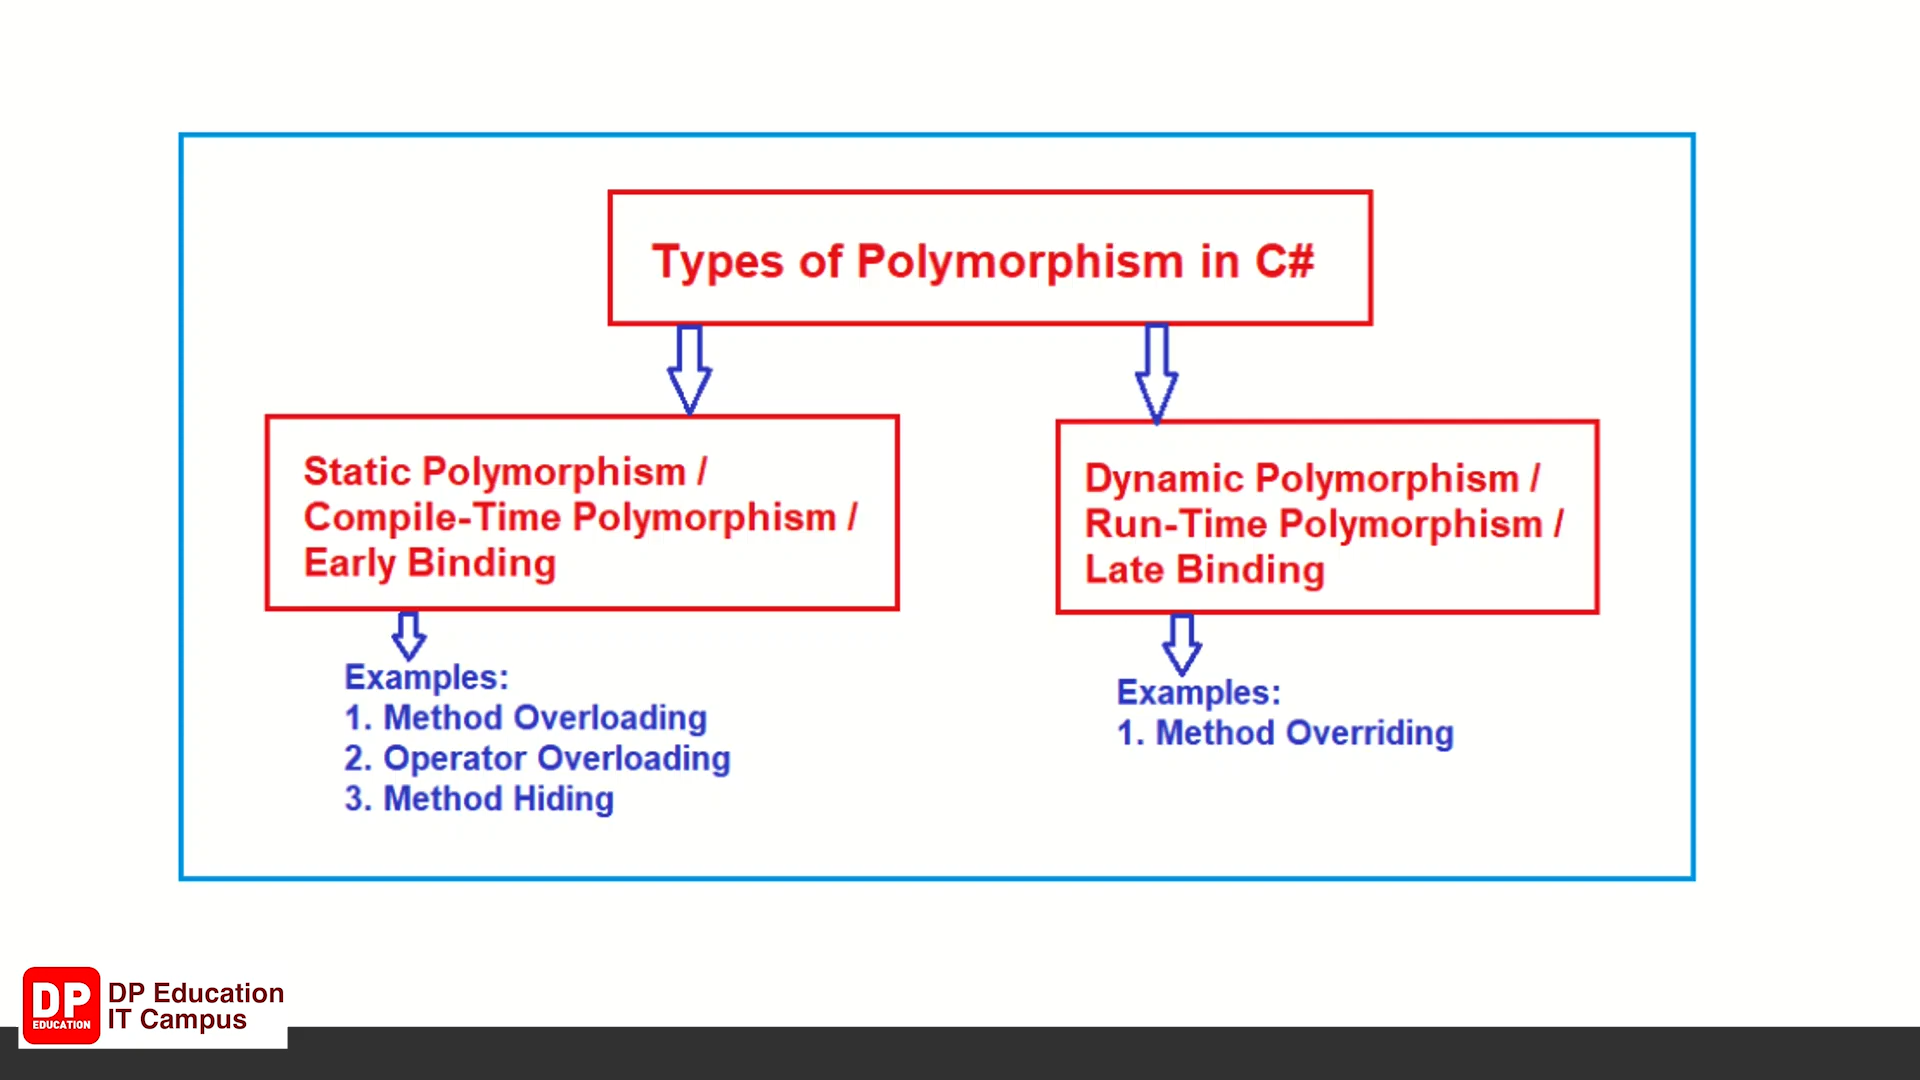 Types of Polymorphism in C#
Static Polymorphism /
Compile-Time Polymorphism /
Early Binding
Examples:
1. Method Overloading
2. Operator Overloading
3. Method Hiding
Dynamic Polymorphism /
Run-Time Polymorphism /
Late Binding
Examples:
1. Method Overriding
DP
EDUCATION
DP Education
IT Campus